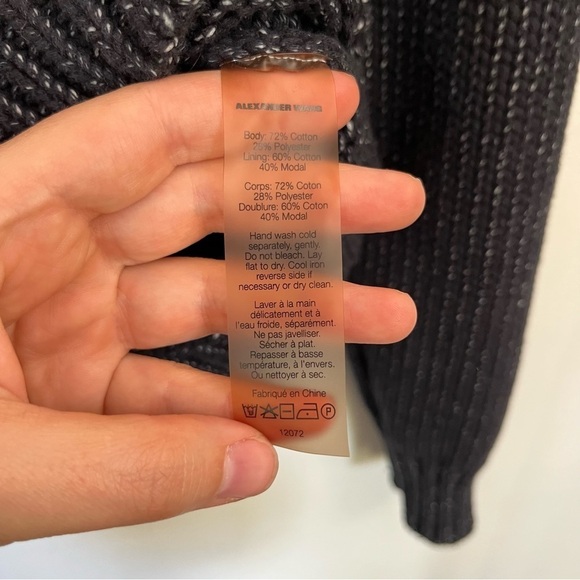 ALEXANDER WANG
Body: 72% Cotton
28% Polyester
Lining: 60% Cotton
40% Modal
Corps: 72% Coton
28% Polyester
Doublure: 60% Coton
40% Modal
Hand wash cold
separately, gently.
Do not bleach. Lay
flat to dry. Cool iron
reverse side if
necessary or dry clean.
Laver à la main
délicatement et à
l'eau froide, séparément.
Ne pas javelliser.
Sécher à plat.
Repasser à basse
température, à l'envers.
Ou nettoyer à sec.
Fabriqué en Chine
P
12072